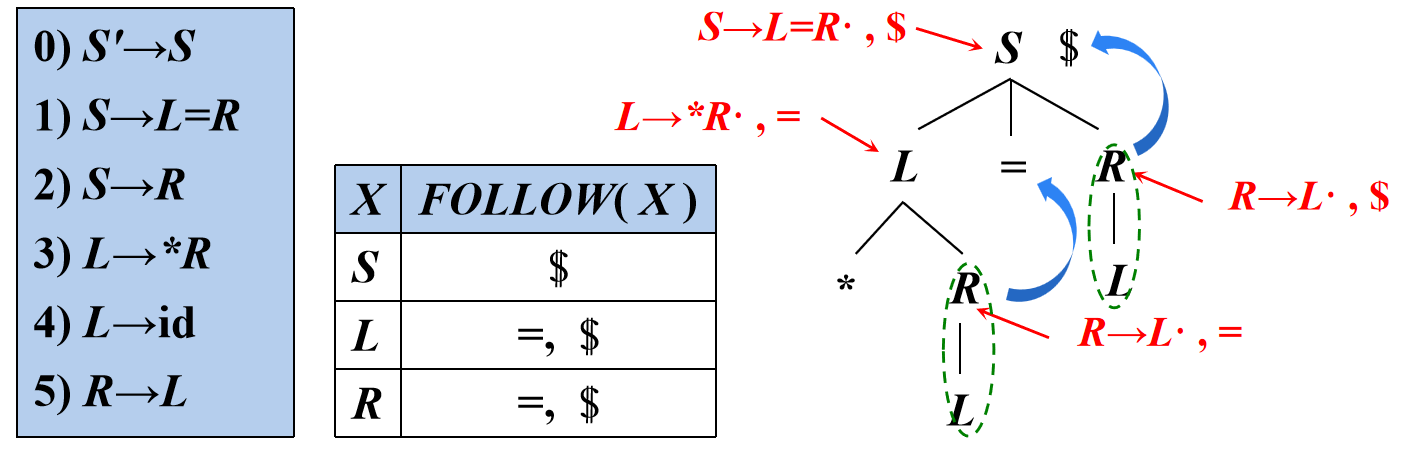 0) S'→S
1) S→L=R
2) S→R
3) L→*R
4) L→id
5) R→L
X FOLLOW( X )
S $
L =, $
R =, $
S→L=R· , $
S $
L→*R· , =
L = R
R→L· , $
* R L
R→L· , =
L